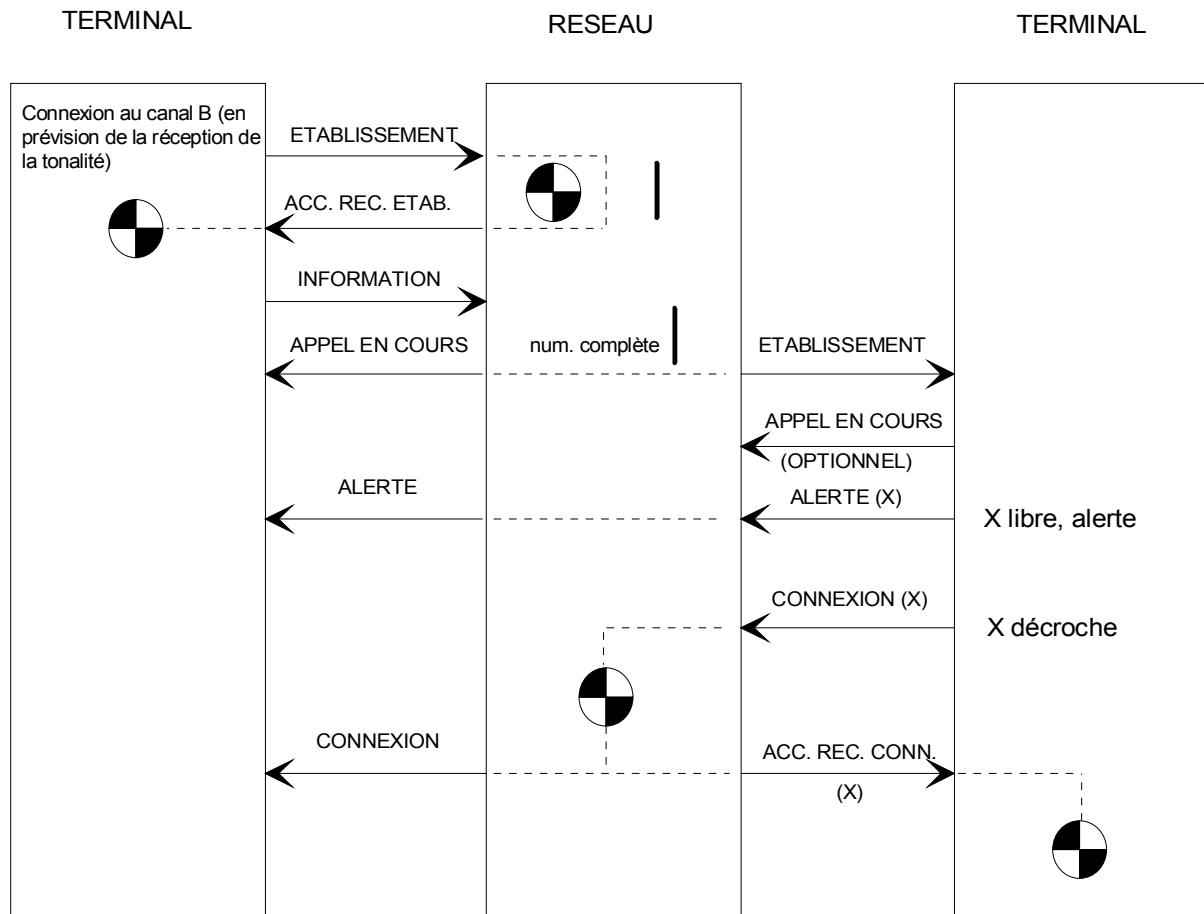 TERMINAL
RESEAU
TERMINAL
Connexion au canal B (en
prévision de la réception de
la tonalité)
ETABLISSEMENT
ACC. REC. ETAB.
INFORMATION
APPEL EN COURS
num. complète
ETABLISSEMENT
APPEL EN COURS
(OPTIONNEL)
ALERTE
ALERTE (X)
X libre, alerte
CONNEXION (X)
X décroche
CONNEXION
ACC. REC. CONN.
(X)